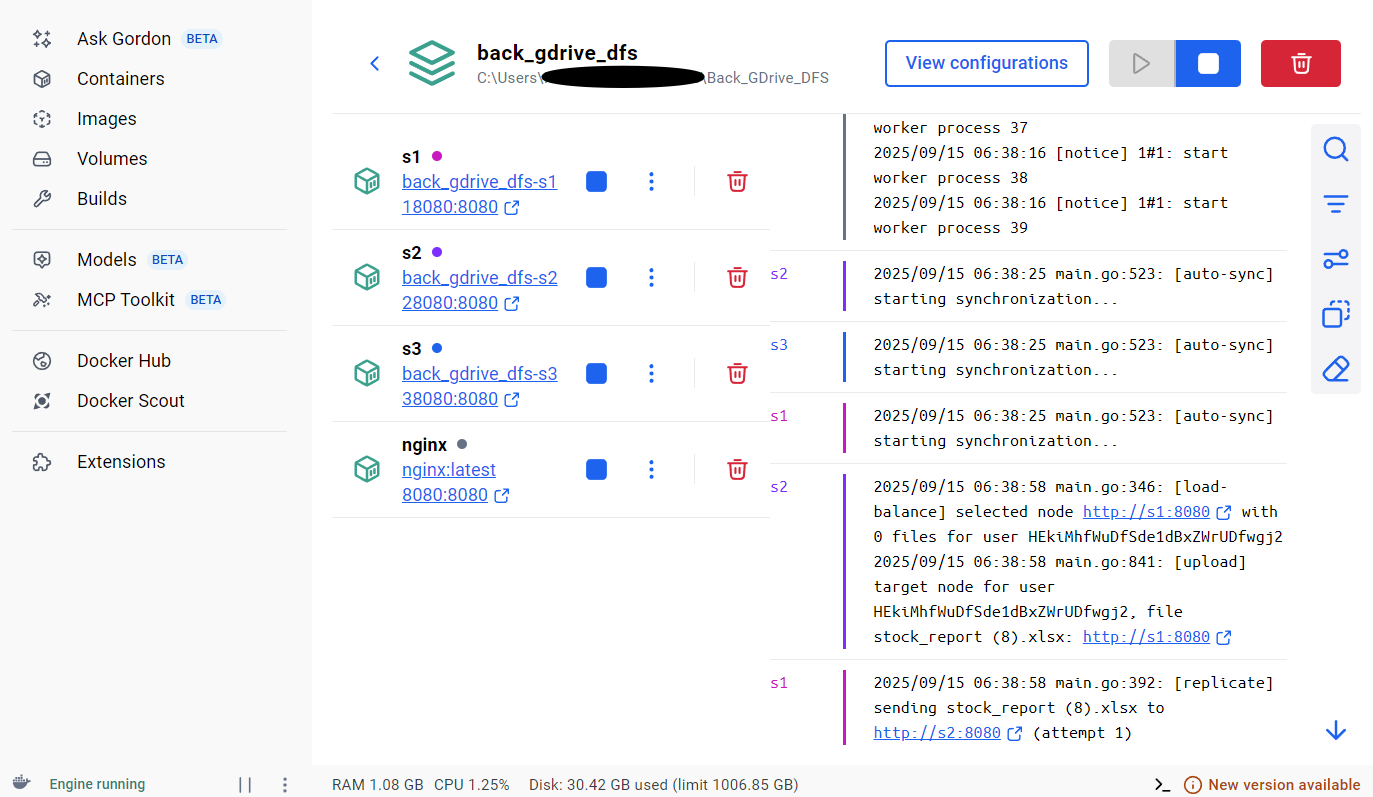 Ask Gordon BETA
Containers
Images
Volumes
Builds
Models BETA
MCP Toolkit BETA
Docker Hub
Docker Scout
Extensions
back_gdrive_dfs
C:\Users\ \Back_GDrive_DFS
View configurations
s1
back_gdrive_dfs-s1
18080:8080
s2
back_gdrive_dfs-s2
28080:8080
s3
back_gdrive_dfs-s3
38080:8080
nginx
nginx:latest
8080:8080
worker process 37
2025/09/15 06:38:16 [notice] 1#1: start
worker process 38
2025/09/15 06:38:16 [notice] 1#1: start
worker process 39
s2 2025/09/15 06:38:25 main.go:523: [auto-sync]
starting synchronization...
s3 2025/09/15 06:38:25 main.go:523: [auto-sync]
starting synchronization...
s1 2025/09/15 06:38:25 main.go:523: [auto-sync]
starting synchronization...
s2 2025/09/15 06:38:58 main.go:346: [load-
balance] selected node http://s1:8080 with
0 files for user HEkiMhfWuDfSde1dBxZWrUDfwgj2
2025/09/15 06:38:58 main.go:841: [upload]
target node for user
HEkiMhfWuDfSde1dBxZWrUDfwgj2, file
stock_report (8).xlsx: http://s1:8080
s1 2025/09/15 06:38:58 main.go:392: [replicate]
sending stock_report (8).xlsx to
http://s2:8080 (attempt 1)
Engine running
RAM 1.08 GB CPU 1.25% Disk: 30.42 GB used (limit 1006.85 GB)
New version available